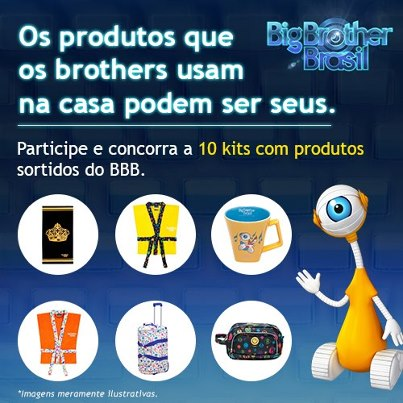 Os produtos que
os brothers usam
na casa podem ser seus.
Big Brother
Brasil
Participe e concorra a 10 kits com produtos
sortidos do BBB.
*Imagens meramente ilustrativas.